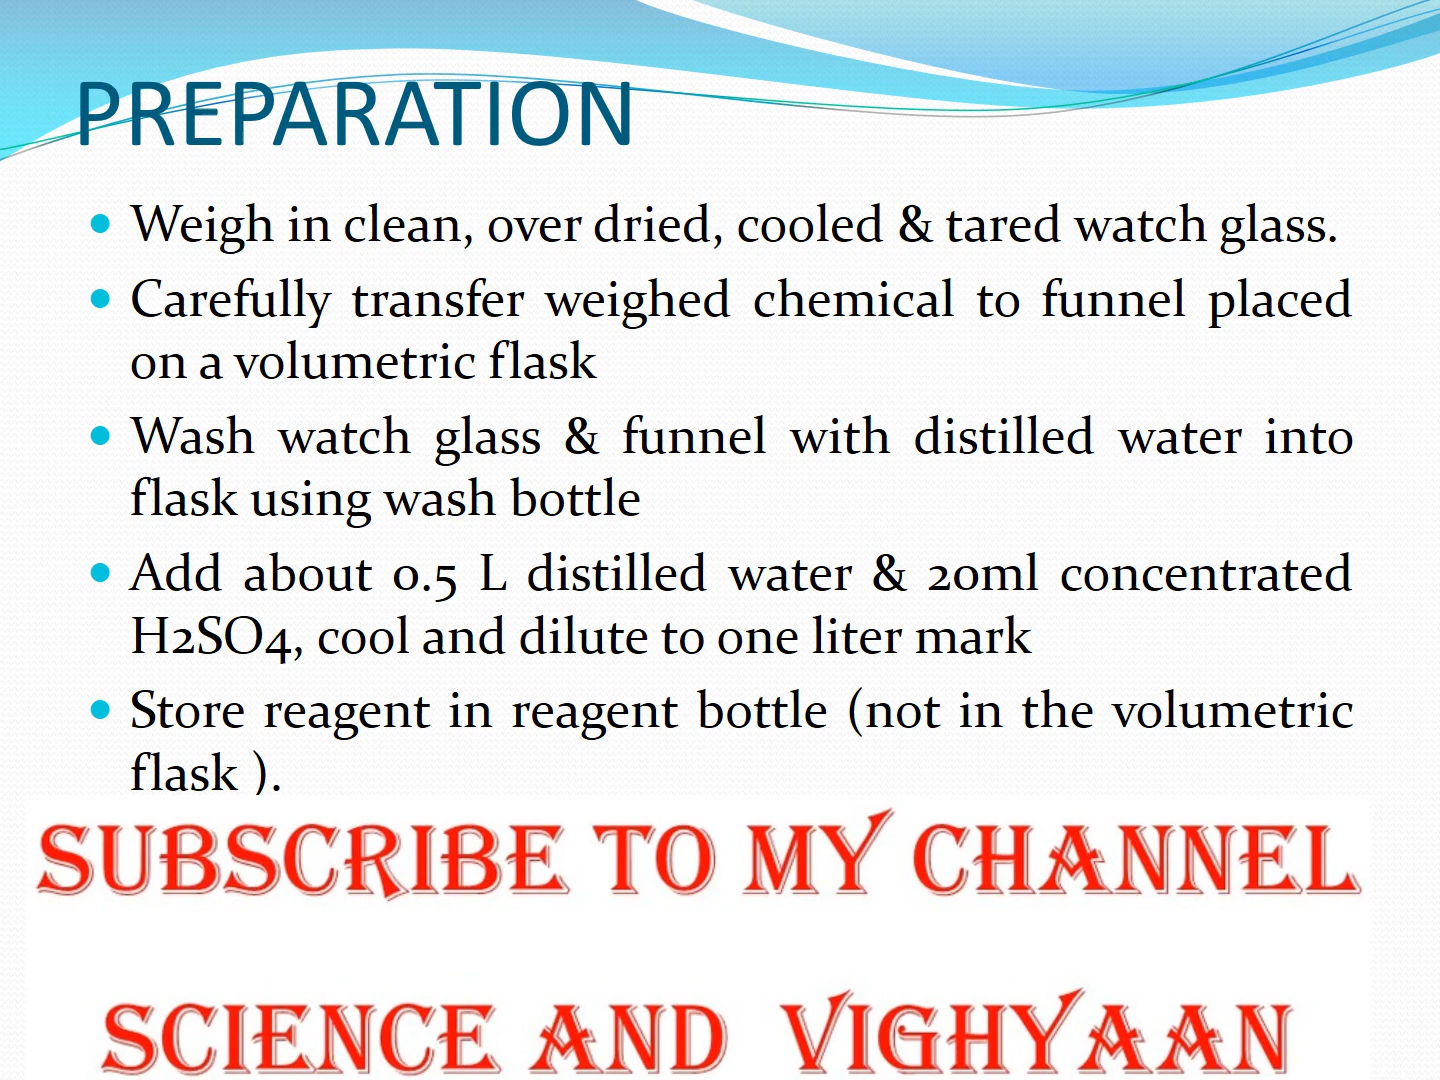 PREPARATION
• Weigh in clean, over dried, cooled & tared watch glass.
• Carefully transfer weighed chemical to funnel placed
on a volumetric flask
• Wash watch glass & funnel with distilled water into
flask using wash bottle
• Add about 0.5 L distilled water & 20ml concentrated
H2SO4, cool and dilute to one liter mark
• Store reagent in reagent bottle (not in the volumetric
flask ).
SUBSCRIBE TO MY CHANNEL
SCIENCE AND VIGHYAAN